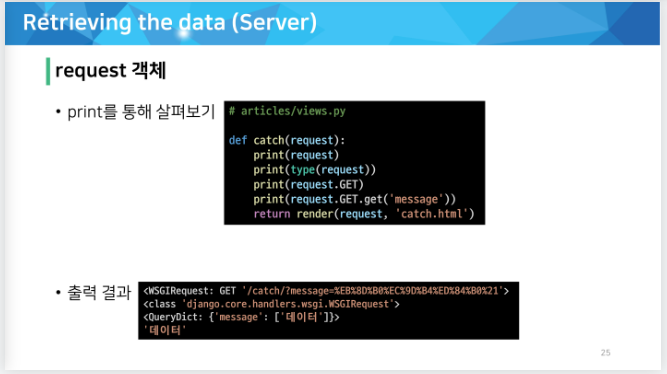 Retrieving the data (Server)
request 객체
• print를 통해 살펴보기
# articles/views.py
def catch(request):
    print(request)
    print(type(request))
    print(request.GET)
    print(request.GET.get('message'))
    return render(request, 'catch.html')
• 출력 결과
<WSGIRequest: GET '/catch/?message=%EB%8D%B0%EC%9D%B4%ED%84%B0%21'>
<class 'django.core.handlers.wsgi.WSGIRequest'>
<QueryDict: {'message': ['데이터']}>
'데이터'
25